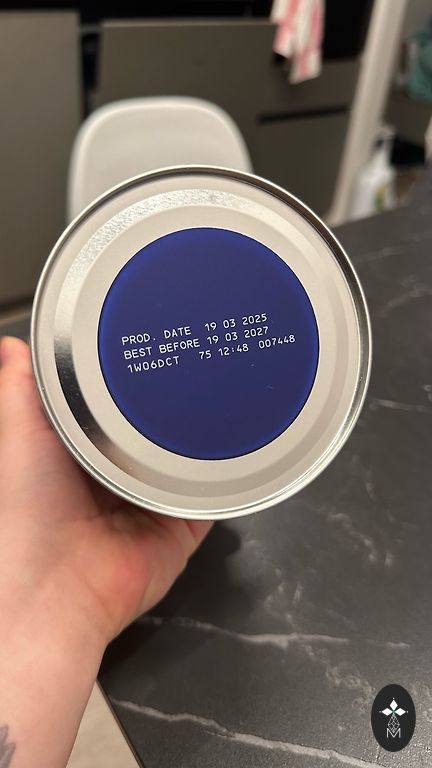 PROD. DATE 19 03 2025
BEST BEFORE 19 03 2027
1W06DCT 75 12:48 007448